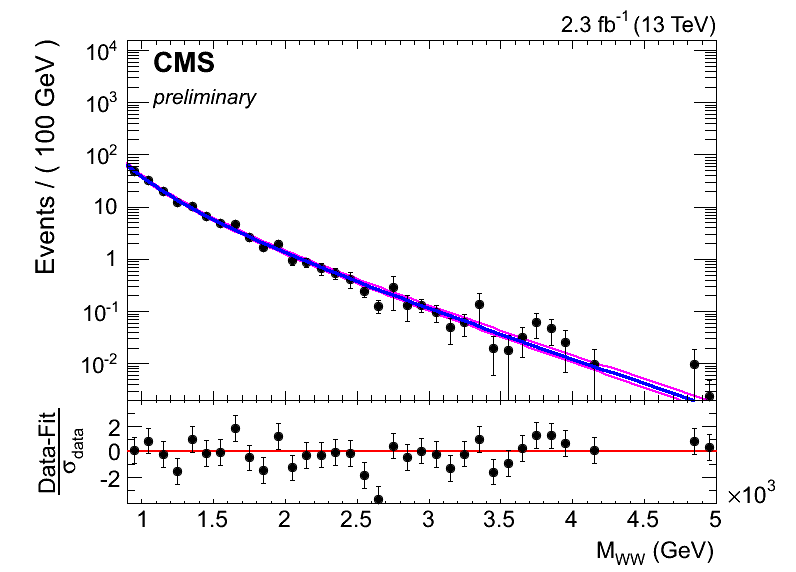 2.3 fb⁻¹ (13 TeV)
CMS
preliminary
Events / ( 100 GeV )
10⁴
10³
10²
10
1
10⁻¹
10⁻²
Data-Fit
σ_data
2
0
-2
1 1.5 2 2.5 3 3.5 4 4.5 5
×10³
M_WW (GeV)